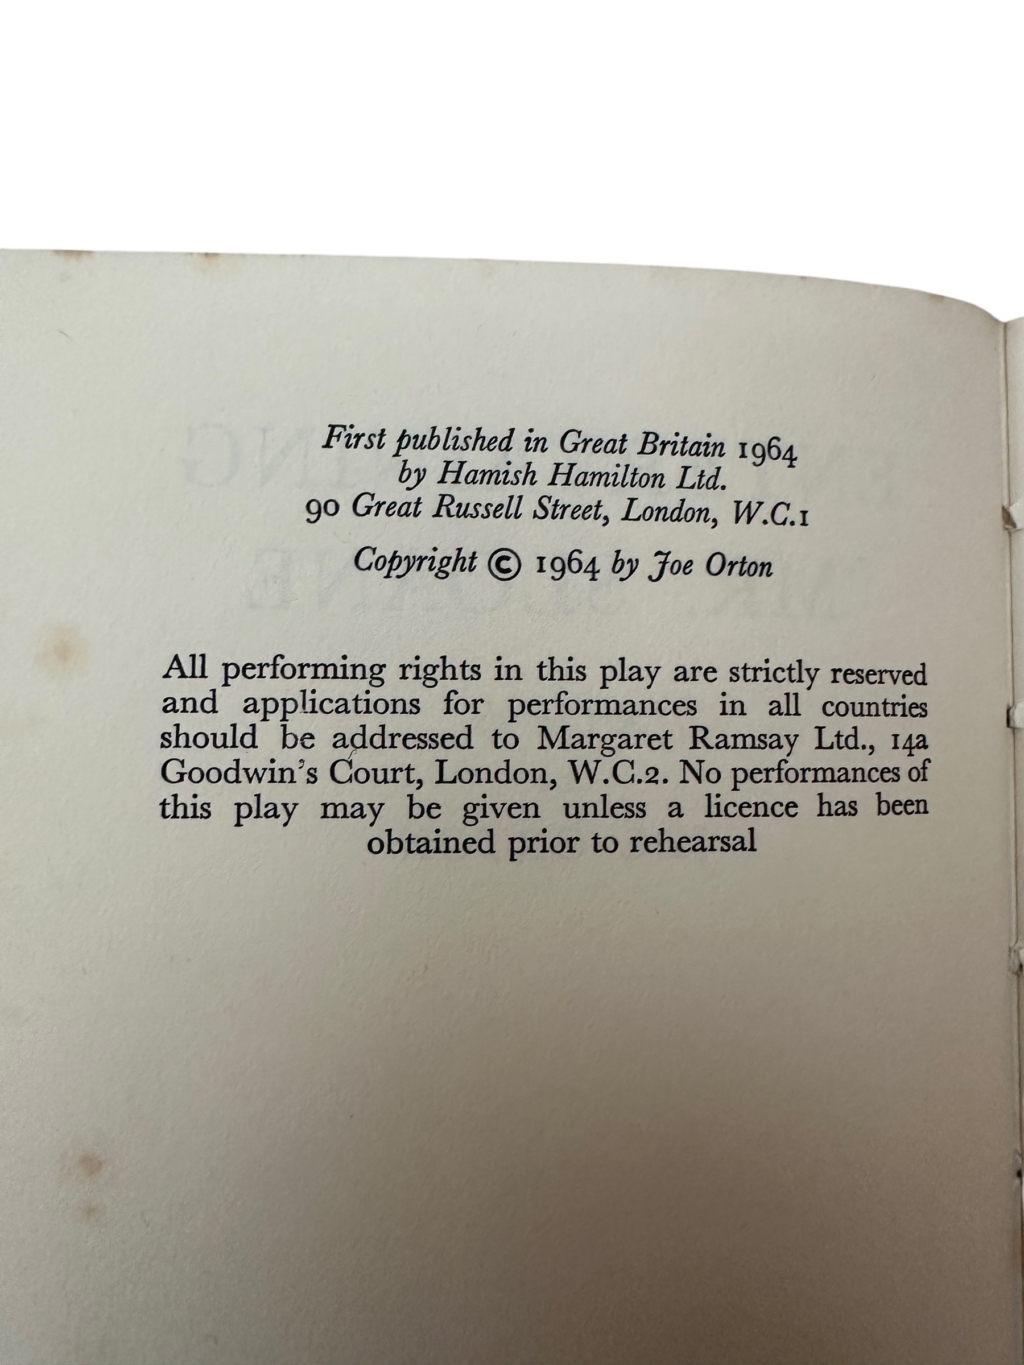 First published in Great Britain 1964
by Hamish Hamilton Ltd.
90 Great Russell Street, London, W.C.1
Copyright © 1964 by Joe Orton
All performing rights in this play are strictly reserved
and applications for performances in all countries
should be addressed to Margaret Ramsay Ltd., 14a
Goodwin's Court, London, W.C.2. No performances of
this play may be given unless a licence has been
obtained prior to rehearsal